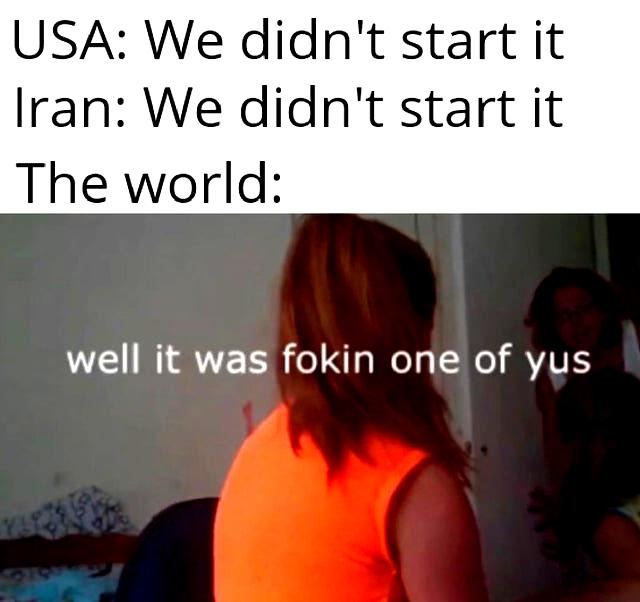 USA: We didn't start it
Iran: We didn't start it
The world:
well it was fokin one of yus